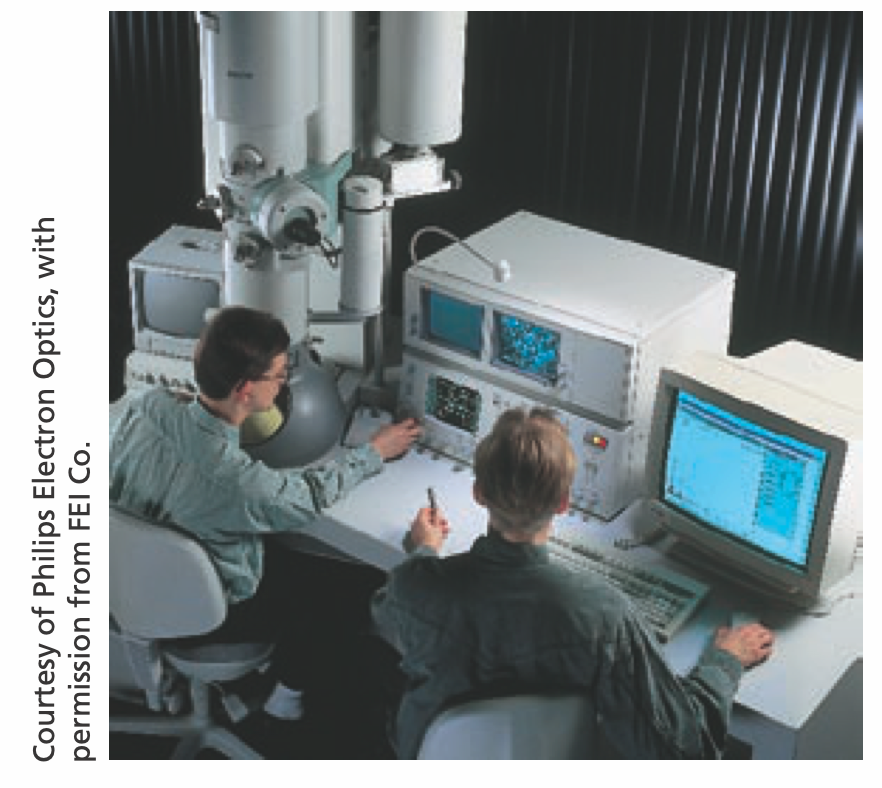 Courtesy of Philips Electron Optics, with
permission from FEI Co.